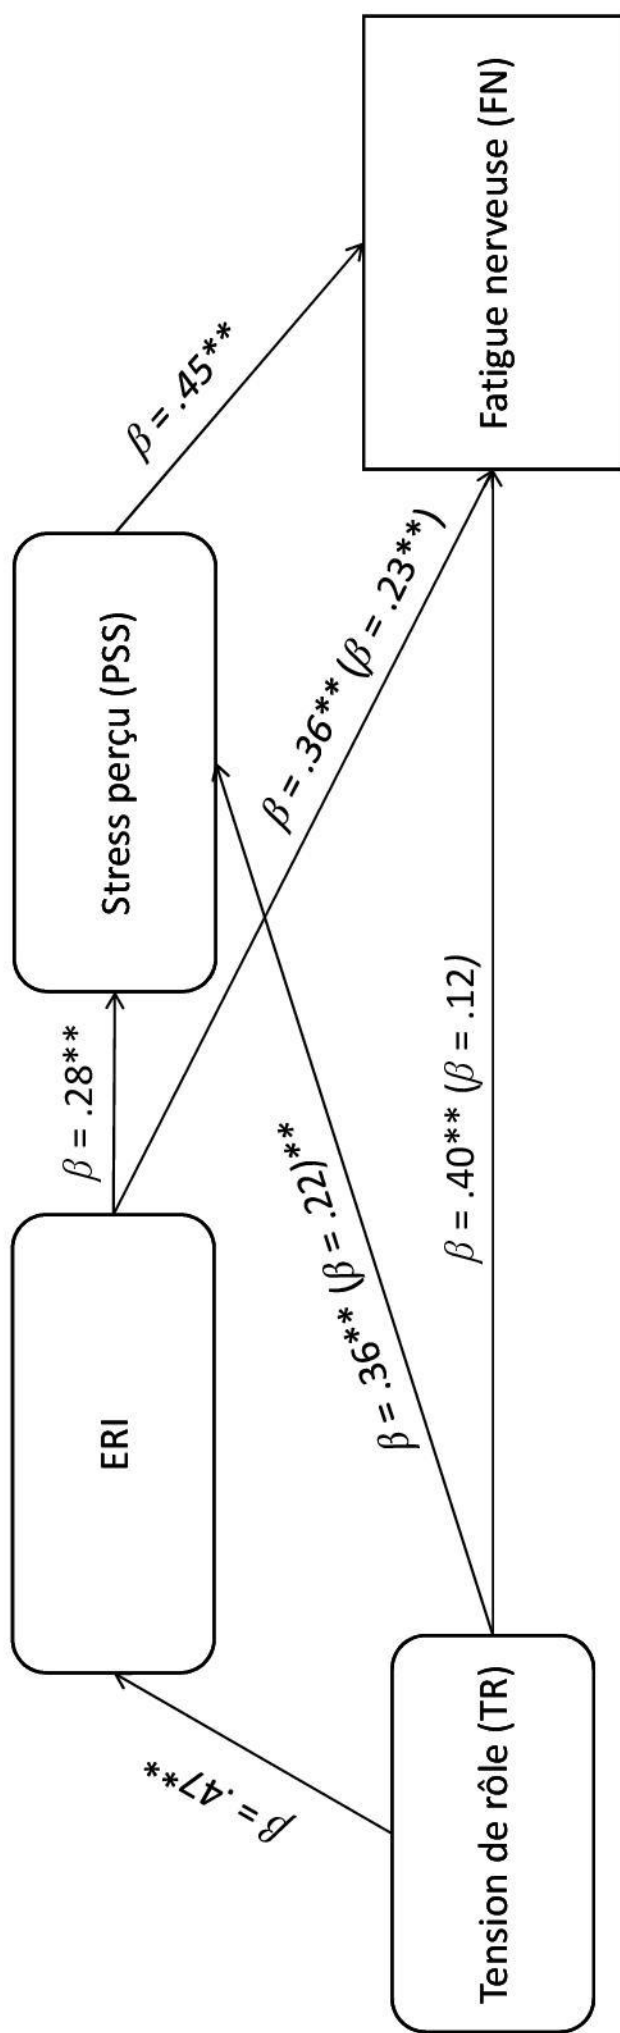 ERI
Stress perçu (PSS)
Tension de rôle (TR)
Fatigue nerveuse (FN)
β = .47**
β = .28**
β = .45**
β = .36** (β = .22)**
β = .36** (β = .23**)
β = .40** (β = .12)